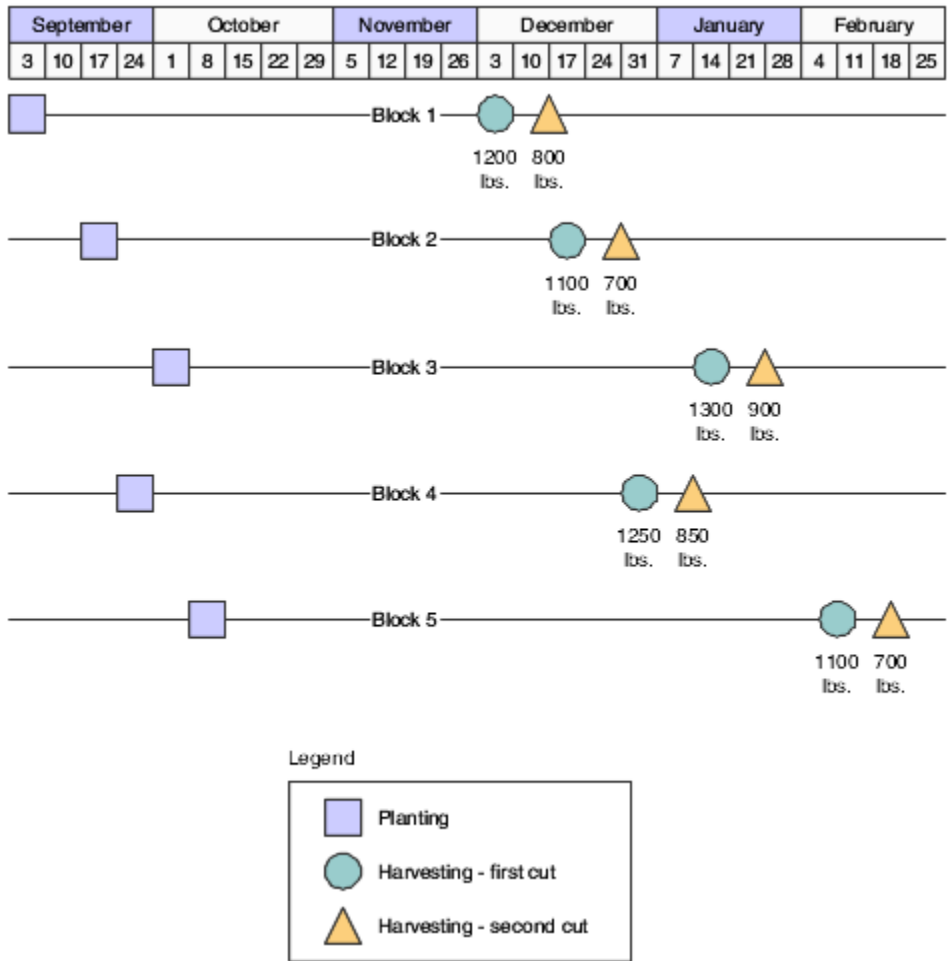 September October November December January February
3 10 17 24 1 8 15 22 29 5 12 19 26 3 10 17 24 31 7 14 21 28 4 11 18 25
Block 1
1200 800
lbs. lbs.
Block 2
1100 700
lbs. lbs.
Block 3
1300 900
lbs. lbs.
Block 4
1250 850
lbs. lbs.
Block 5
1100 700
lbs. lbs.
Legend
Planting
Harvesting - first cut
Harvesting - second cut